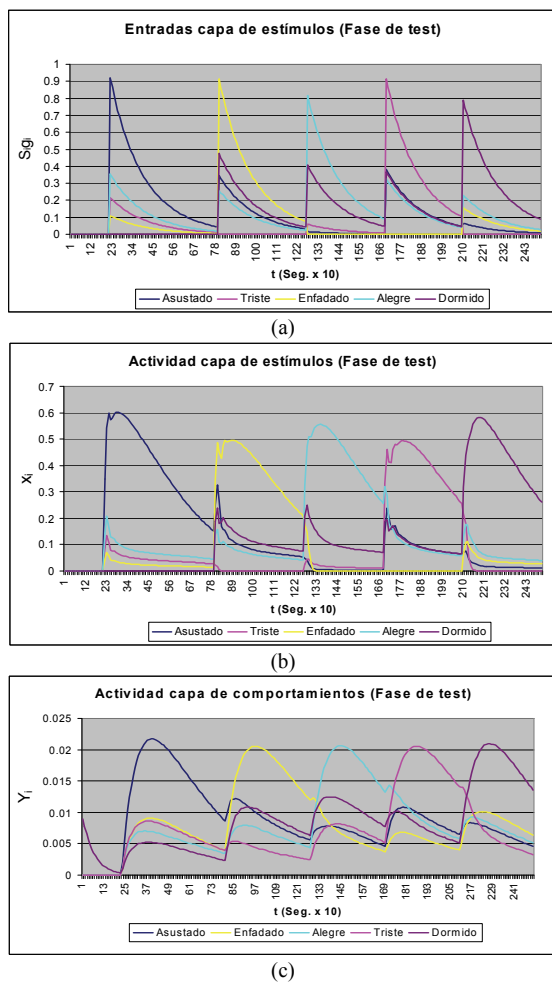 Entradas capa de estímulos (Fase de test)
1
0.9
0.8
0.7
0.6
0.5
0.4
0.3
0.2
0.1
0
Sigi
1 12 23 34 45 56 67 78 89 100 111 122 133 144 155 166 177 188 199 210 221 232 243
t (Seg. x 10)
Asustado Triste Enfadado Alegre Dormido
(a)
Actividad capa de estímulos (Fase de test)
0.7
0.6
0.5
0.4
0.3
0.2
0.1
0
xi
1 12 23 34 45 56 67 78 89 100 111 122 133 144 155 166 177 188 199 210 221 232 243
t (Seg. x 10)
Asustado Triste Enfadado Alegre Dormido
(b)
Actividad capa de comportamientos (Fase de test)
0.025
0.02
0.015
0.01
0.005
0
Yi
1 13 25 37 49 61 73 85 97 109 121 133 145 157 169 181 193 205 217 229 241
t (Seg. x 10)
Asustado Enfadado Alegre Triste Dormido
(c)